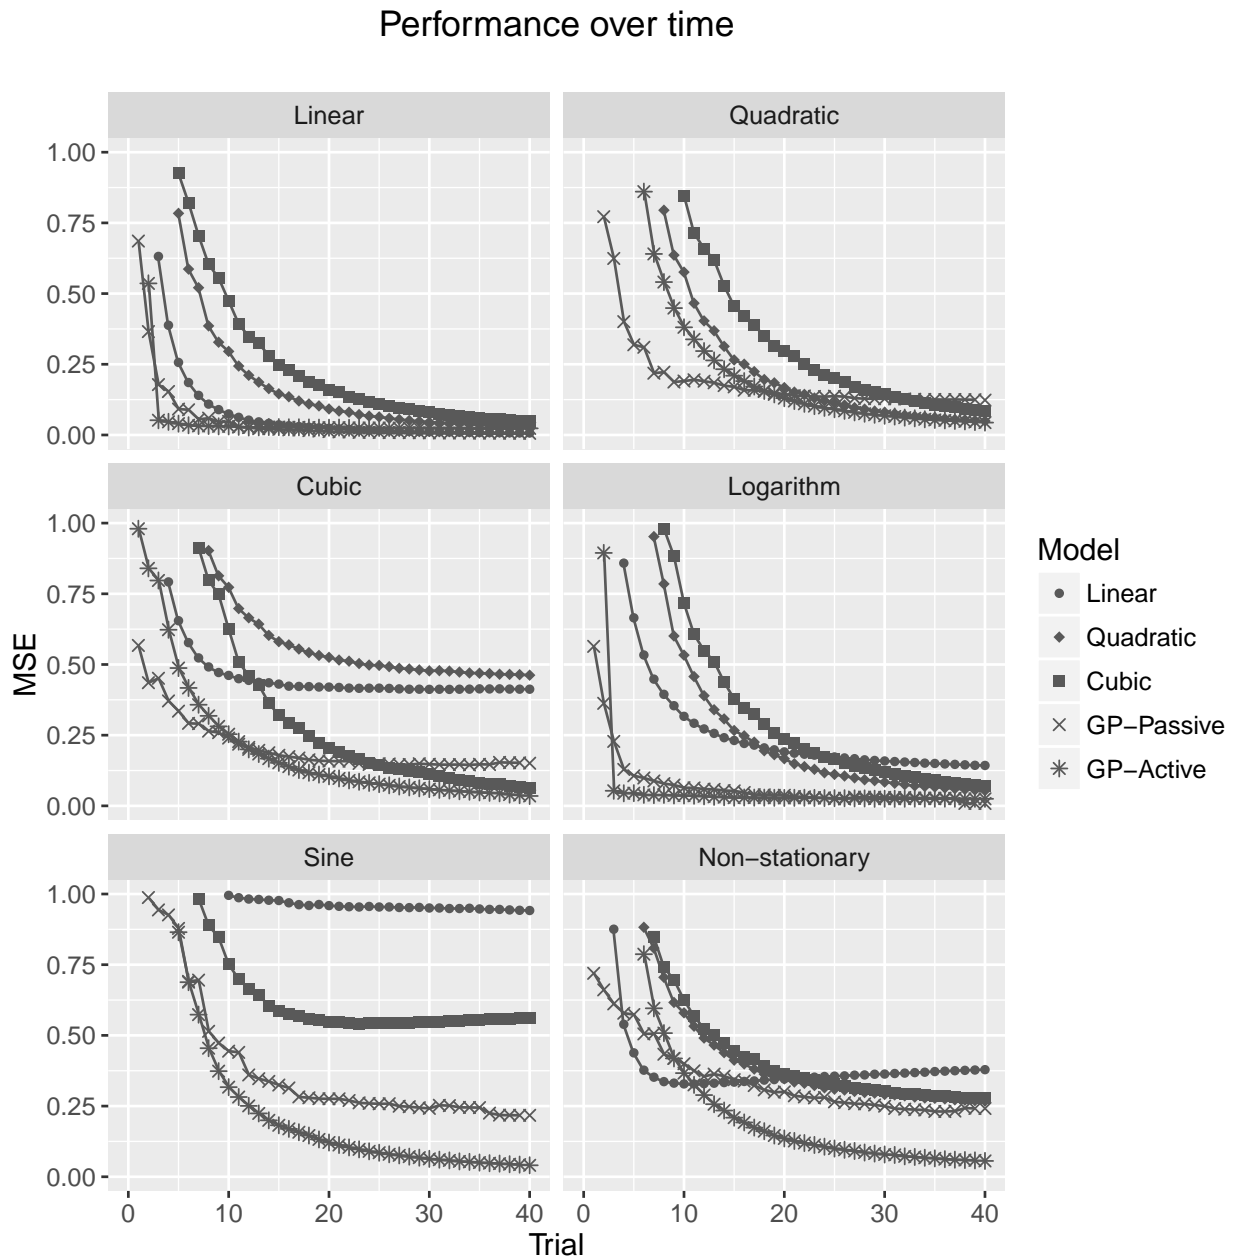 Performance over time
Linear
Quadratic
1.00
0.75
0.50
0.25
0.00
Cubic
Logarithm
1.00
0.75
0.50
0.25
0.00
Sine
Non−stationary
1.00
0.75
0.50
0.25
0.00
0 10 20 30 40
0 10 20 30 40
Trial
MSE
Model
Linear
Quadratic
Cubic
GP−Passive
GP−Active